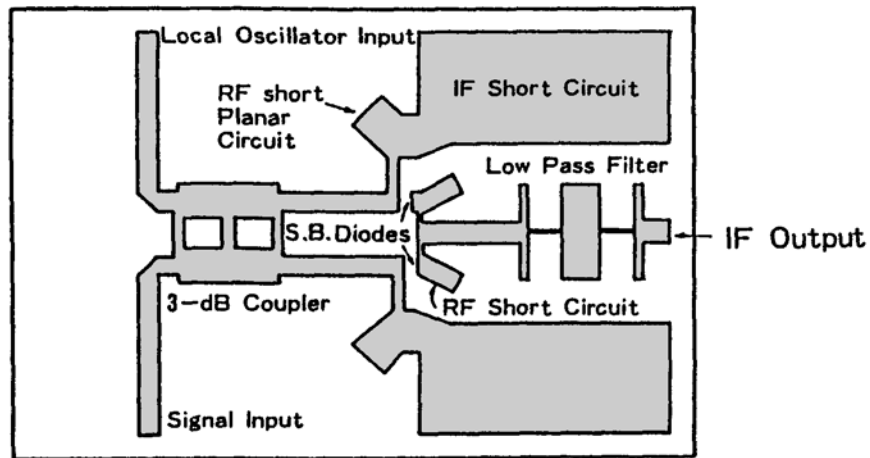 Local Oscillator Input
RF short
Planar
Circuit
IF Short Circuit
Low Pass Filter
S.B.Diodes
IF Output
3-dB Coupler
RF Short Circuit
Signal Input